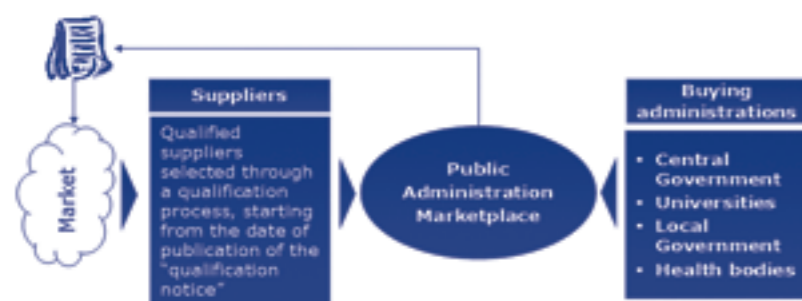 Suppliers
Qualified
suppliers
selected through
a qualification
process, starting
from the date of
publication of the
"qualification
notice"
Market
Public
Administration
Marketplace
Buying
administrations
• Central
Government
• Universities
• Local
Government
• Health bodies